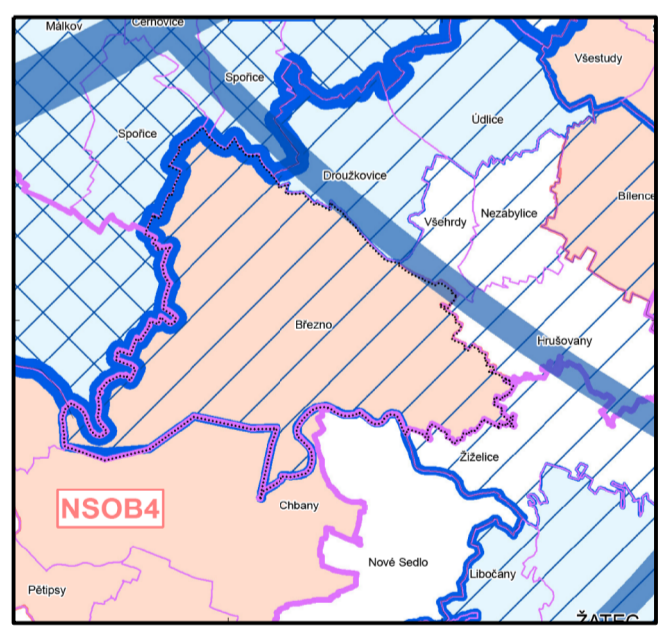 Málkov
Černovice
Všestudy
Spořice
Spořice
Údlice
Droužkovice
Všehrdy
Nezabylice
Bílence
Březno
Hrušovany
Žiželice
NSOB4
Chbany
Nové Sedlo
Libočany
Pětipsy
ŽATEC